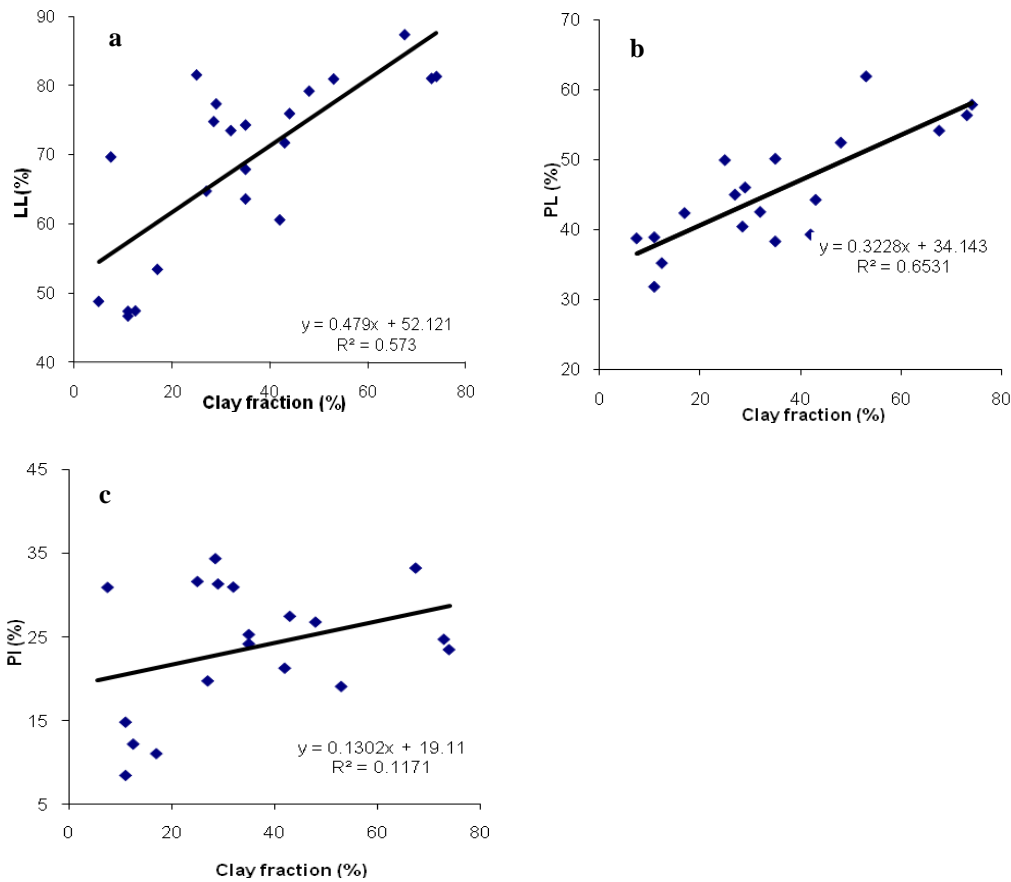 a
90
80
70
60
50
40
LL(%)
0 20 40 60 80
Clay fraction (%)
y = 0.479x + 52.121
R² = 0.573
b
70
60
50
40
30
20
PL (%)
0 20 40 60 80
Clay fraction (%)
y = 0.3228x + 34.143
R² = 0.6531
c
45
35
25
15
5
PI (%)
0 20 40 60 80
Clay fraction (%)
y = 0.1302x + 19.11
R² = 0.1171